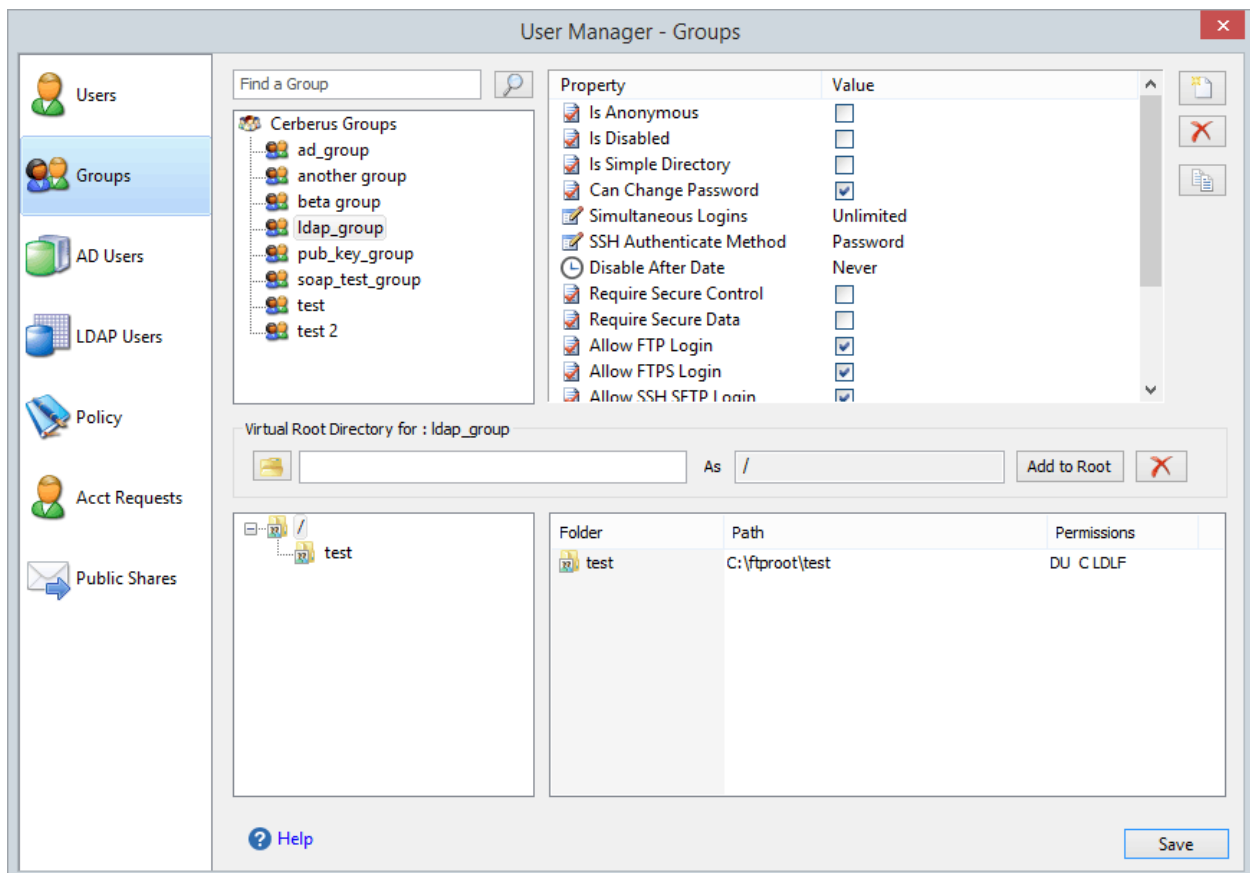 User Manager - Groups
Users
Groups
AD Users
LDAP Users
Policy
Acct Requests
Public Shares
Find a Group
Cerberus Groups
ad_group
another group
beta group
ldap_group
pub_key_group
soap_test_group
test
test 2
Property Value
Is Anonymous
Is Disabled
Is Simple Directory
Can Change Password
Simultaneous Logins Unlimited
SSH Authenticate Method Password
Disable After Date Never
Require Secure Control
Require Secure Data
Allow FTP Login
Allow FTPS Login
Allow SSH SFTP Login
Virtual Root Directory for : ldap_group
As / Add to Root
/
test
Folder Path Permissions
test C:\ftproot\test DU C LDLF
? Help
Save